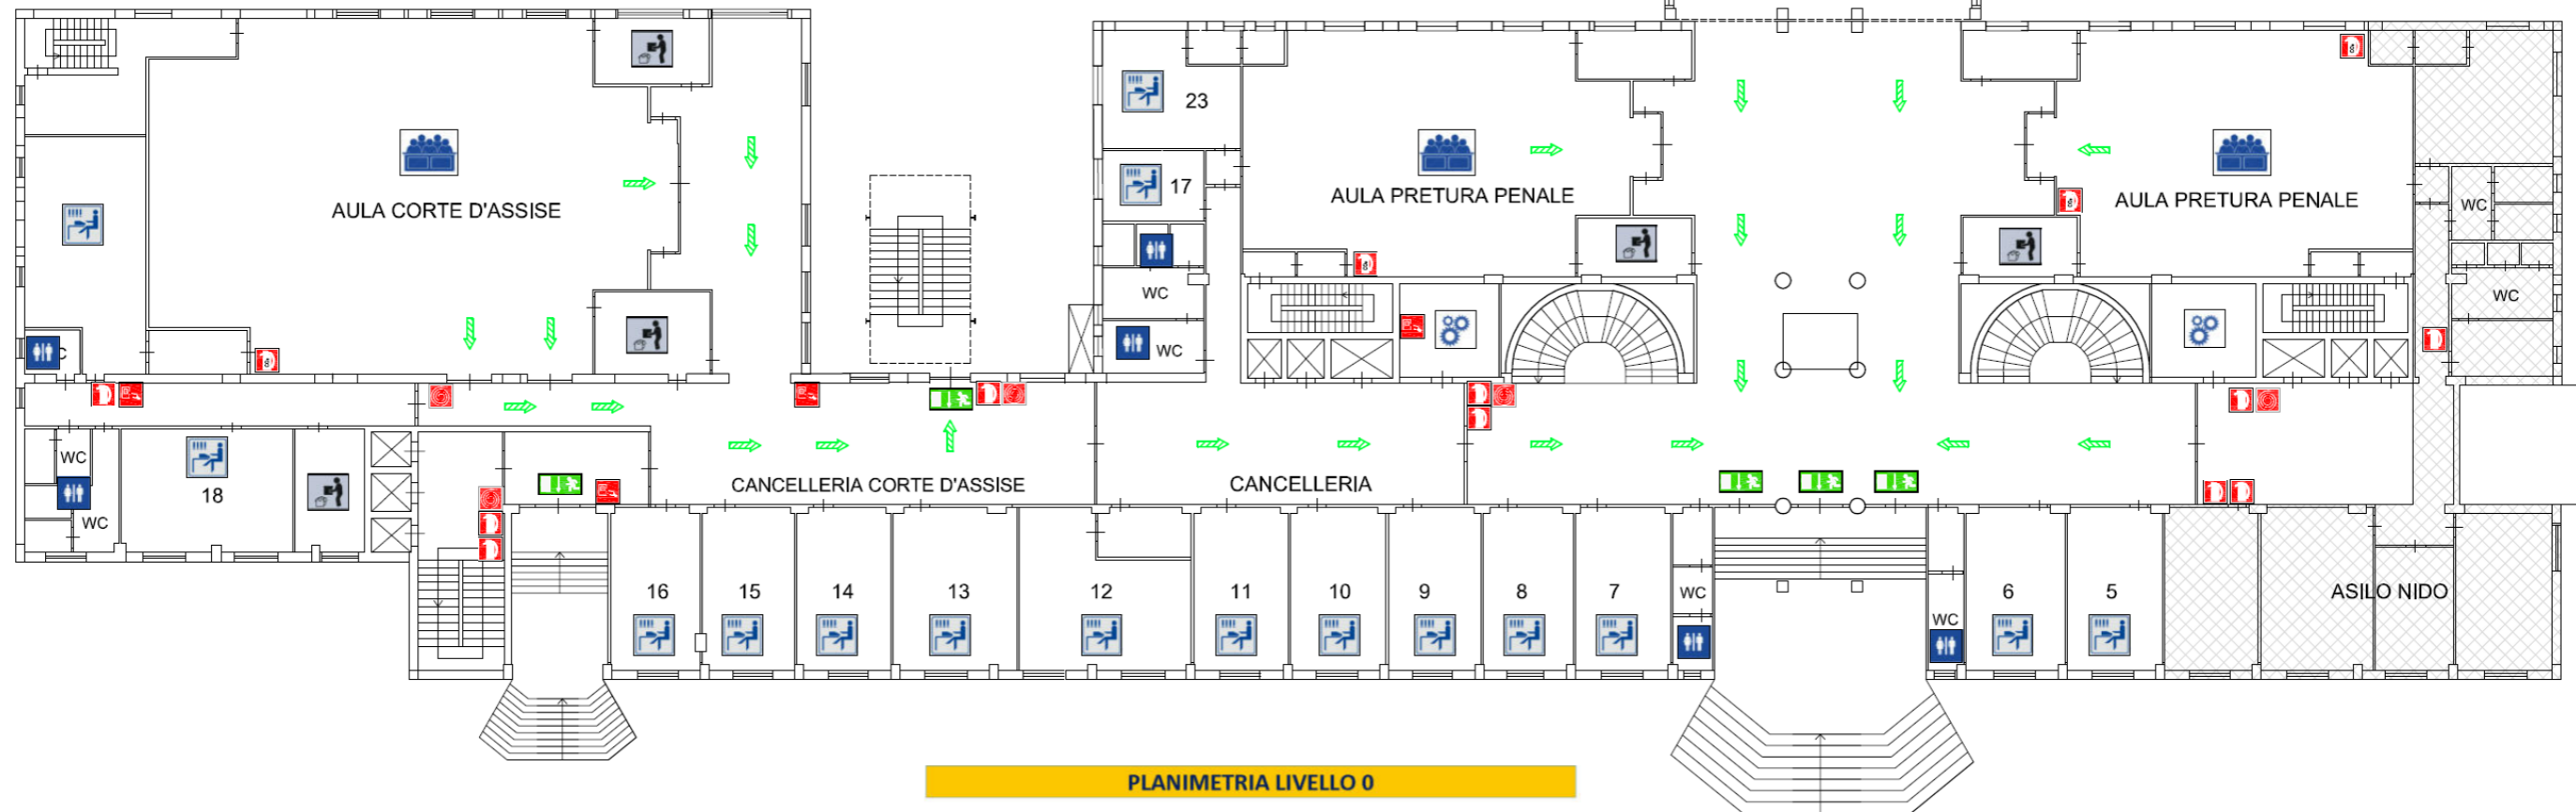 23
17
AULA CORTE D'ASSISE
AULA PRETURA PENALE
AULA PRETURA PENALE
WC
WC
WC
WC
WC
WC
18
CANCELLERIA CORTE D'ASSISE
CANCELLERIA
16
15
14
13
12
11
10
9
8
7
WC
WC
6
5
ASILO NIDO
PLANIMETRIA LIVELLO 0